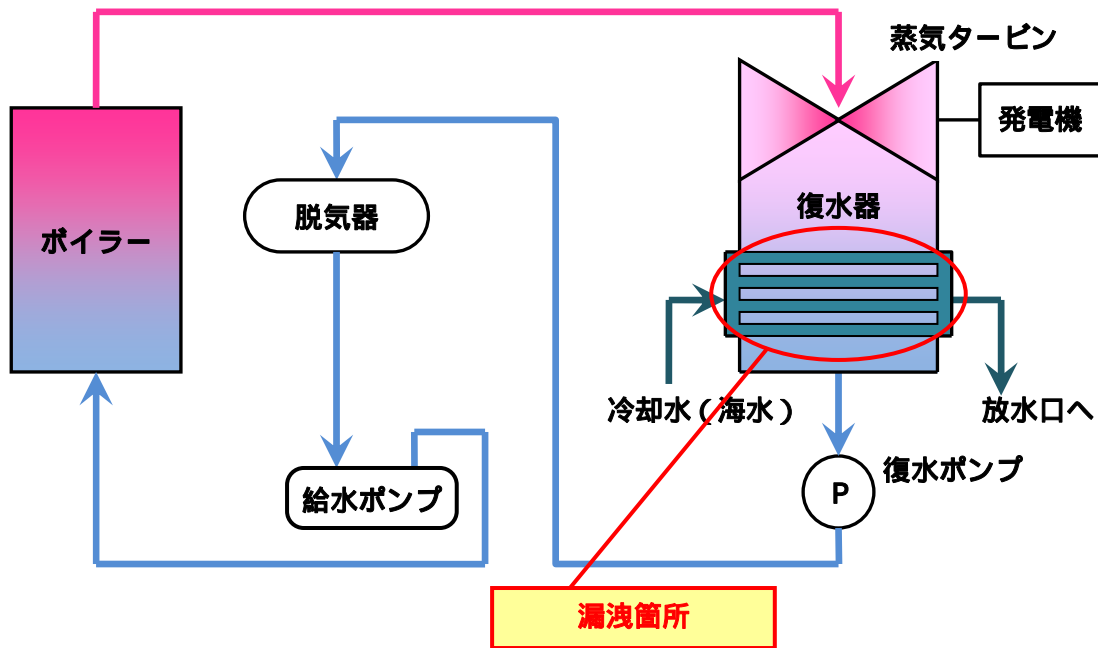 蒸気タービン
発電機
復水器
脱気器
ボイラー
冷却水(海水)
放水口へ
復水ポンプ
P
給水ポンプ
漏洩箇所